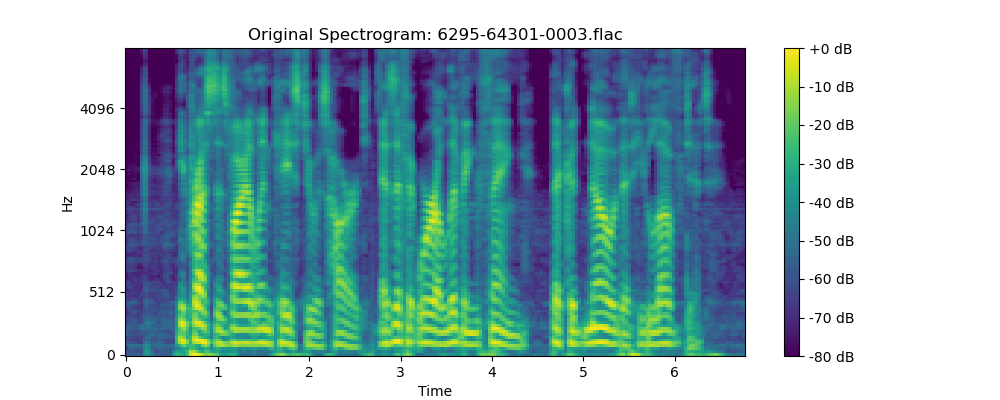 Original Spectrogram: 6295-64301-0003.flac
Hz
4096
2048
1024
512
0
0 1 2 3 4 5 6
Time
+0 dB
-10 dB
-20 dB
-30 dB
-40 dB
-50 dB
-60 dB
-70 dB
-80 dB